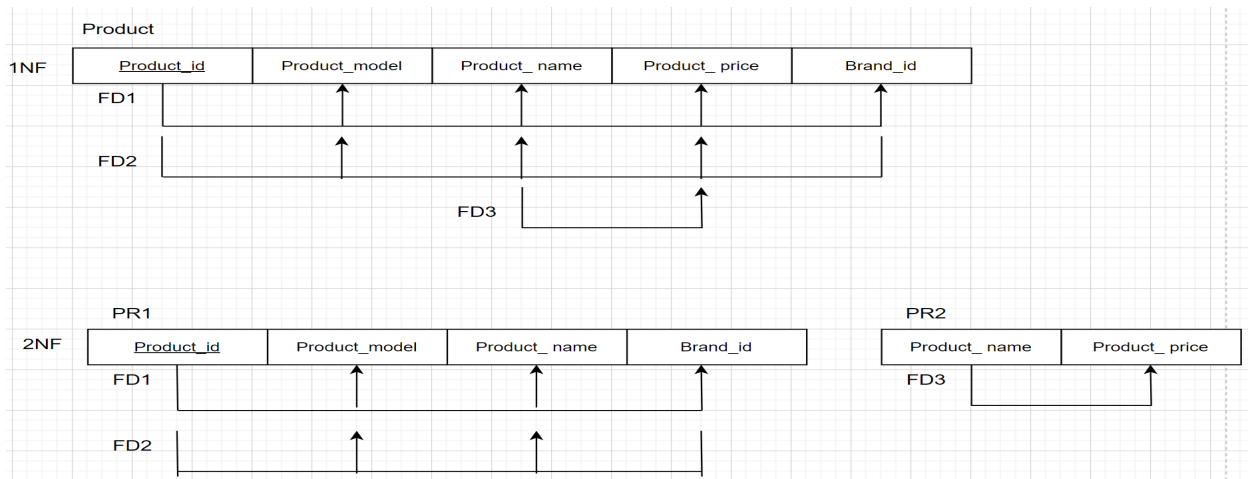 Product
1NF Product_id Product_model Product_ name Product_ price Brand_id
FD1
FD2
FD3
PR1 PR2
2NF Product_id Product_model Product_ name Brand_id Product_ name Product_ price
FD1 FD3
FD2